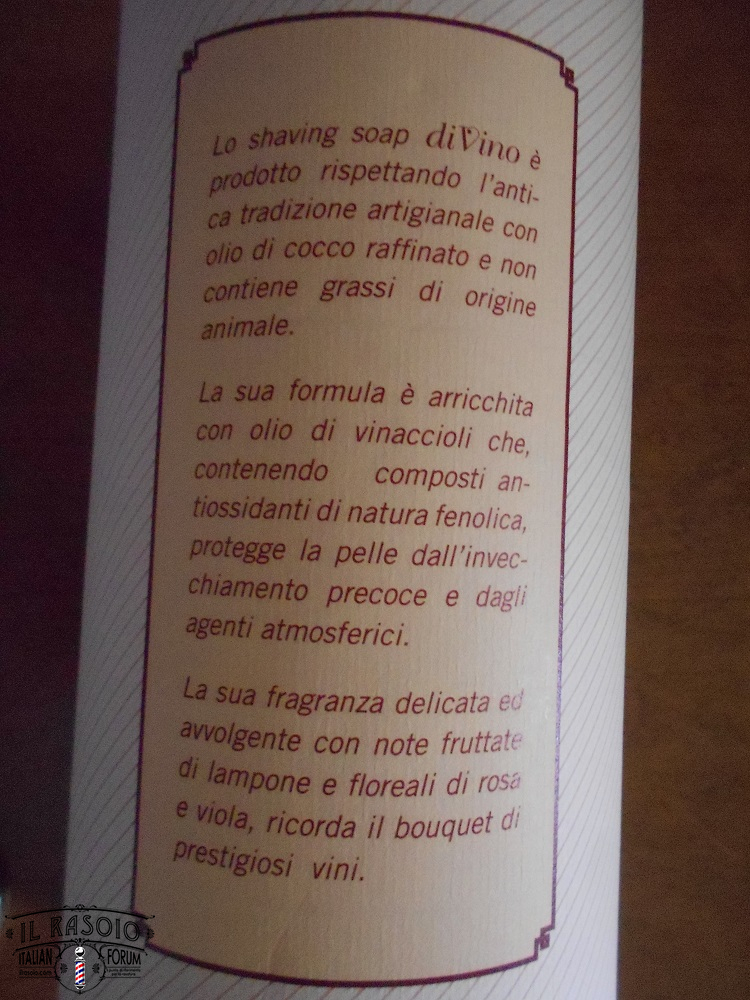 Lo shaving soap diVino è
prodotto rispettando l'anti-
ca tradizione artigianale con
olio di cocco raffinato e non
contiene grassi di origine
animale.
La sua formula è arricchita
con olio di vinaccioli che,
contenendo composti an-
tiossidanti di natura fenolica,
protegge la pelle dall'invec-
chiamento precoce e dagli
agenti atmosferici.
La sua fragranza delicata ed
avvolgente con note fruttate
di lampone e floreali di rosa
e viola, ricorda il bouquet di
prestigiosi vini.
IL RASOIO
ITALIAN FORUM
ilrasoio.com